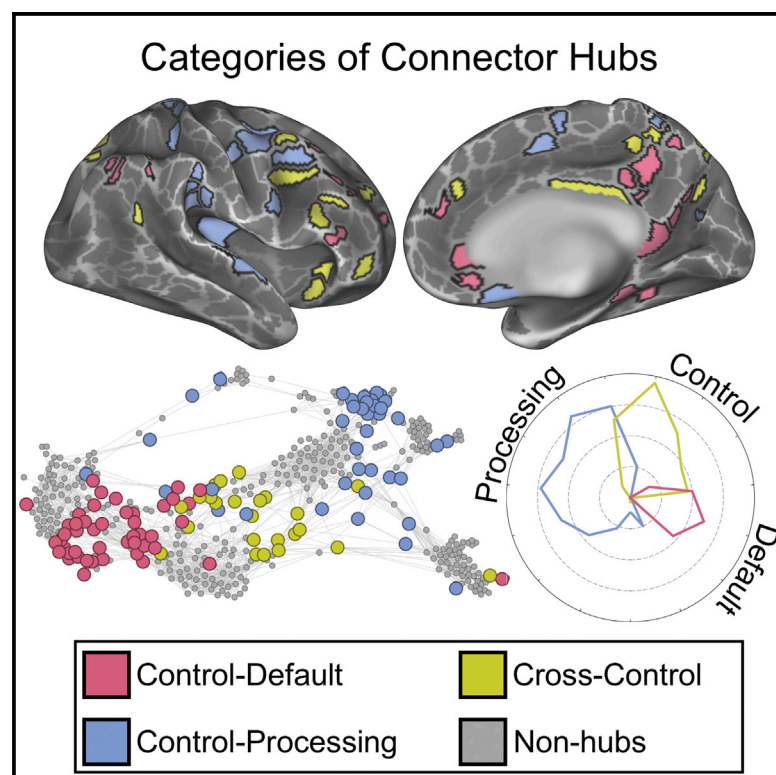 Categories of Connector Hubs
Processing
Control
Default
Control-Default
Cross-Control
Control-Processing
Non-hubs